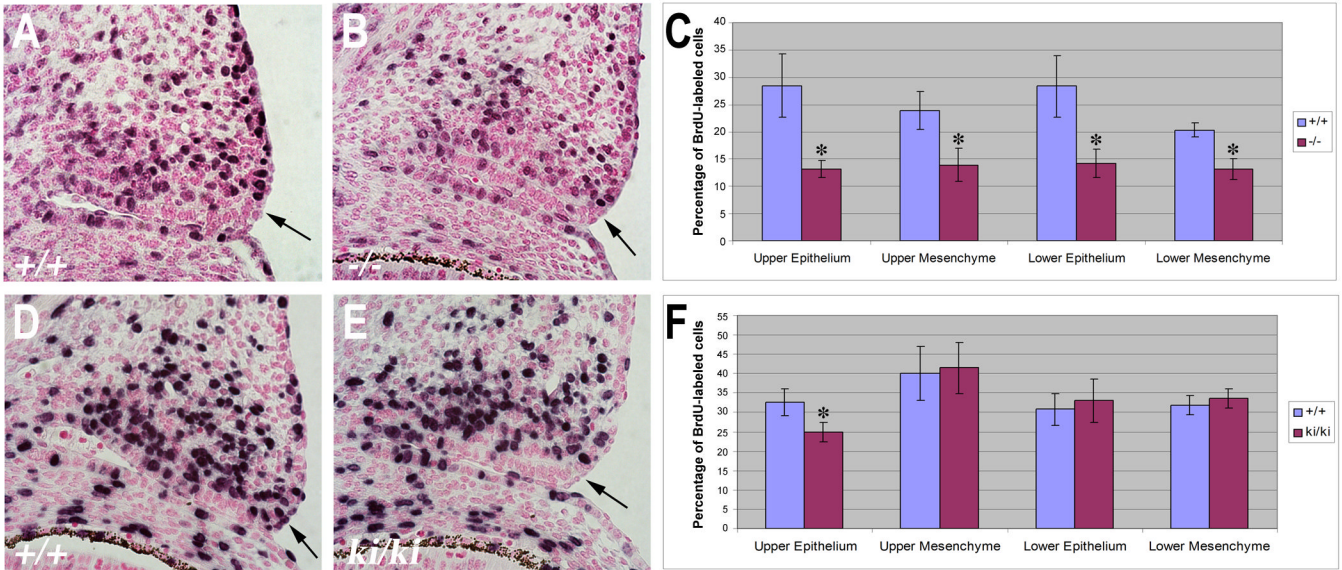 A
+/+
B
-/-
C
Percentage of BrdU-labeled cells
40
35
30
25
20
15
10
5
0
*
*
*
*
Upper Epithelium
Upper Mesenchyme
Lower Epithelium
Lower Mesenchyme
+/+
-/-
D
+/+
E
ki/ki
F
Percentage of BrdU-labeled cells
55
50
45
40
35
30
25
20
15
10
5
0
*
Upper Epithelium
Upper Mesenchyme
Lower Epithelium
Lower Mesenchyme
+/+
ki/ki